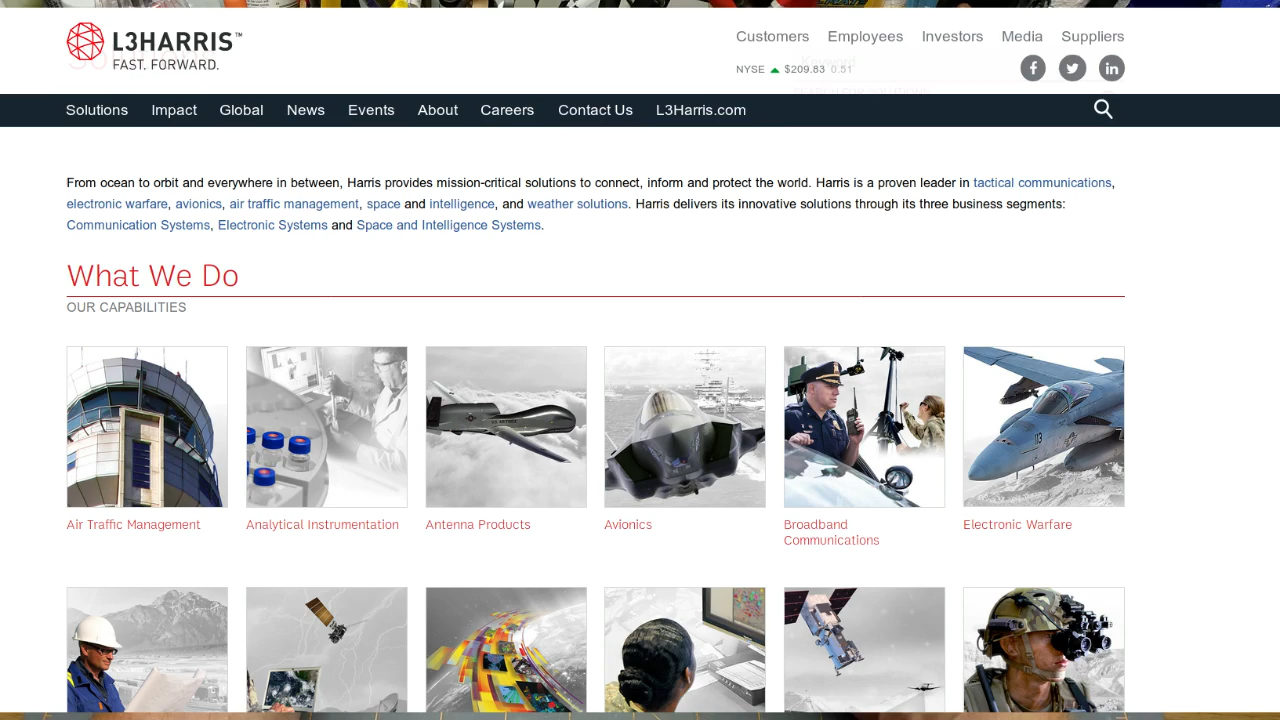 L3HARRIS™
FAST. FORWARD.
Customers Employees Investors Media Suppliers
NYSE $209.83 0.51
Solutions Impact Global News Events About Careers Contact Us L3Harris.com
From ocean to orbit and everywhere in between, Harris provides mission-critical solutions to connect, inform and protect the world. Harris is a proven leader in tactical communications,
electronic warfare, avionics, air traffic management, space and intelligence, and weather solutions. Harris delivers its innovative solutions through its three business segments:
Communication Systems, Electronic Systems and Space and Intelligence Systems.
What We Do
OUR CAPABILITIES
Air Traffic Management
Analytical Instrumentation
Antenna Products
Avionics
Broadband
Communications
Electronic Warfare